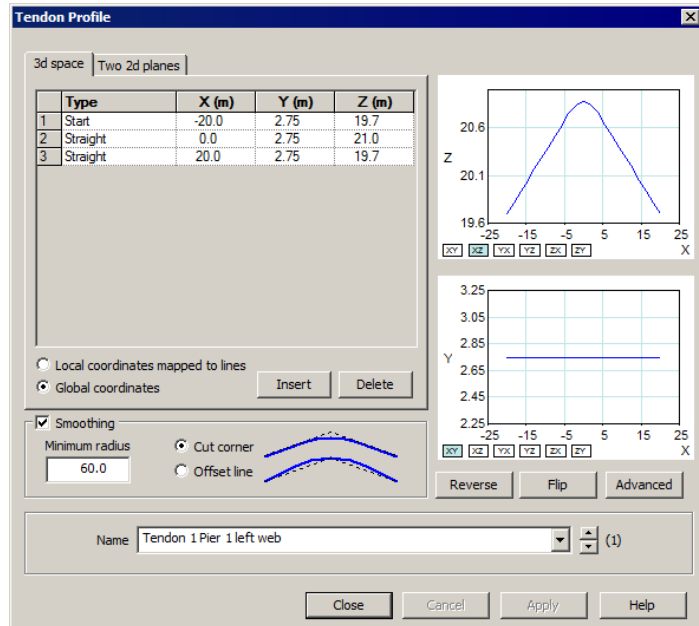 Tendon Profile
3d space Two 2d planes
Type X (m) Y (m) Z (m)
1 Start -20.0 2.75 19.7
2 Straight 0.0 2.75 21.0
3 Straight 20.0 2.75 19.7
Local coordinates mapped to lines
Global coordinates
Insert Delete
Smoothing
Minimum radius
60.0
Cut corner
Offset line
20.6
Z
20.1
19.6
-25 -15 -5 5 15 25
XY XZ YX YZ ZX ZY X
3.25
3.05
2.85
Y
2.65
2.45
2.25
-25 -15 -5 5 15 25
XY XZ YX YZ ZX ZY X
Reverse Flip Advanced
Name Tendon 1 Pier 1 left web (1)
Close Cancel Apply Help